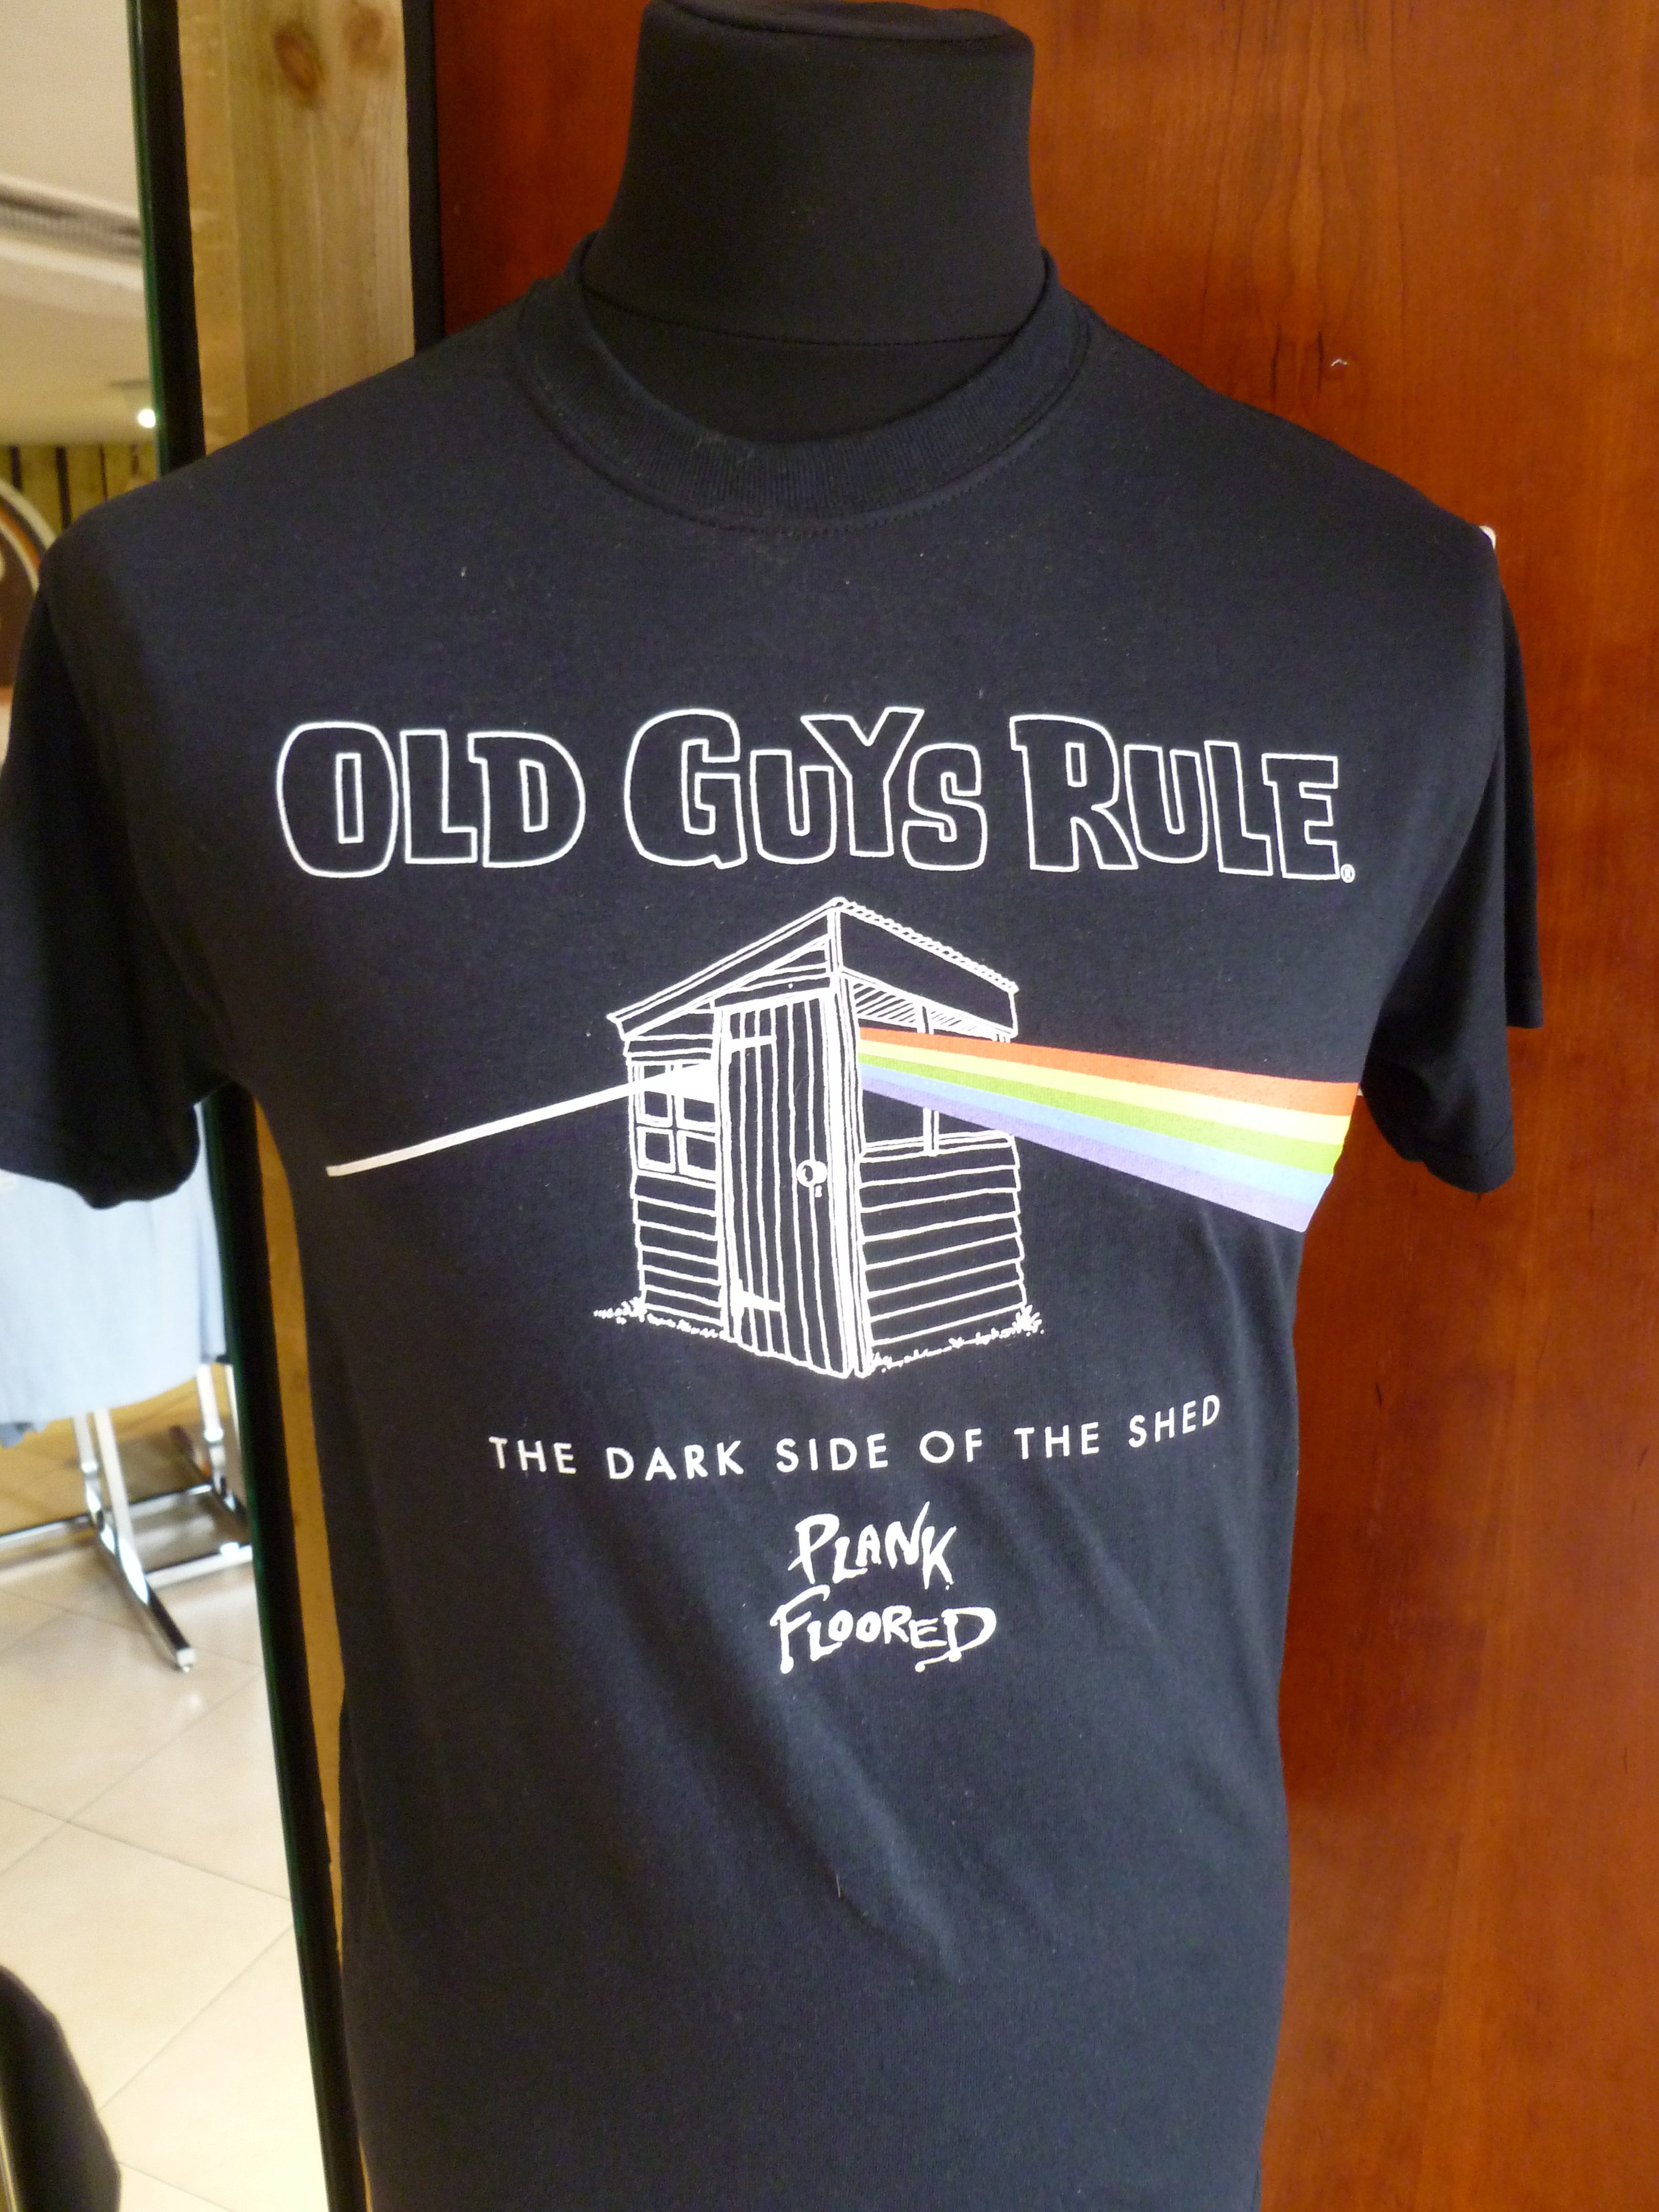 OLD GUYS RULE®
THE DARK SIDE OF THE SHED
PLANK
FLOORED